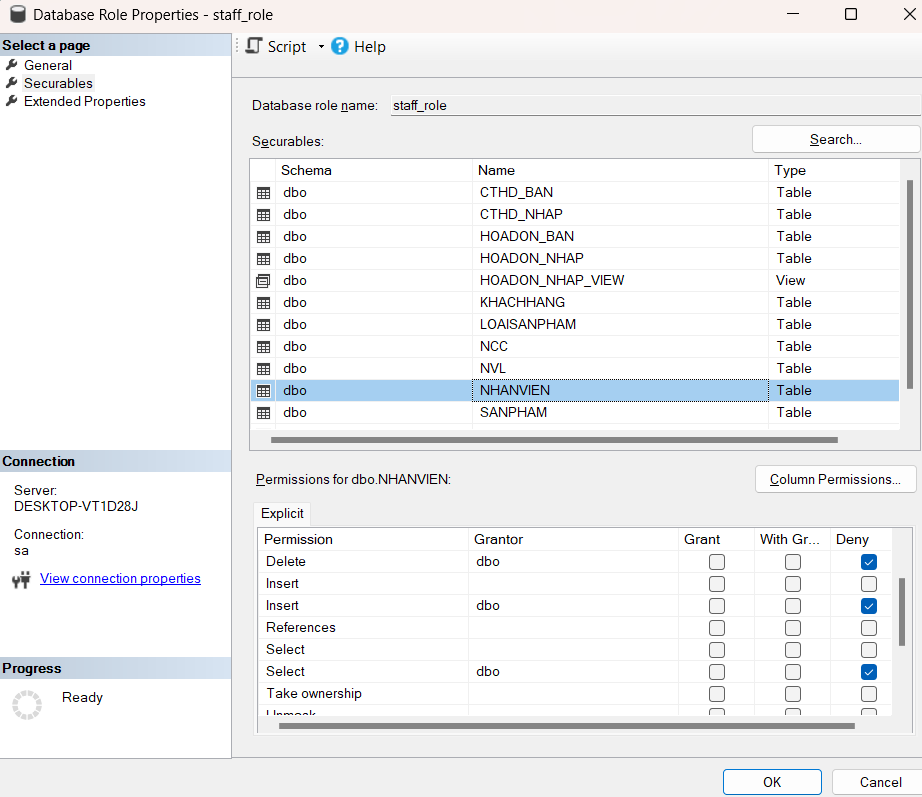 Database Role Properties - staff_role
Select a page
General
Securables
Extended Properties
Script
Help
Database role name: staff_role
Securables:
Search...
Schema Name Type
dbo CTHD_BAN Table
dbo CTHD_NHAP Table
dbo HOADON_BAN Table
dbo HOADON_NHAP Table
dbo HOADON_NHAP_VIEW View
dbo KHACHHANG Table
dbo LOAISANPHAM Table
dbo NCC Table
dbo NVL Table
dbo NHANVIEN Table
dbo SANPHAM Table
Connection
Server:
DESKTOP-VT1D28J
Connection:
sa
View connection properties
Progress
Ready
Permissions for dbo.NHANVIEN:
Column Permissions...
Explicit
Permission Grantor Grant With Gr... Deny
Delete dbo
Insert
Insert dbo
References
Select
Select dbo
Take ownership
OK
Cancel